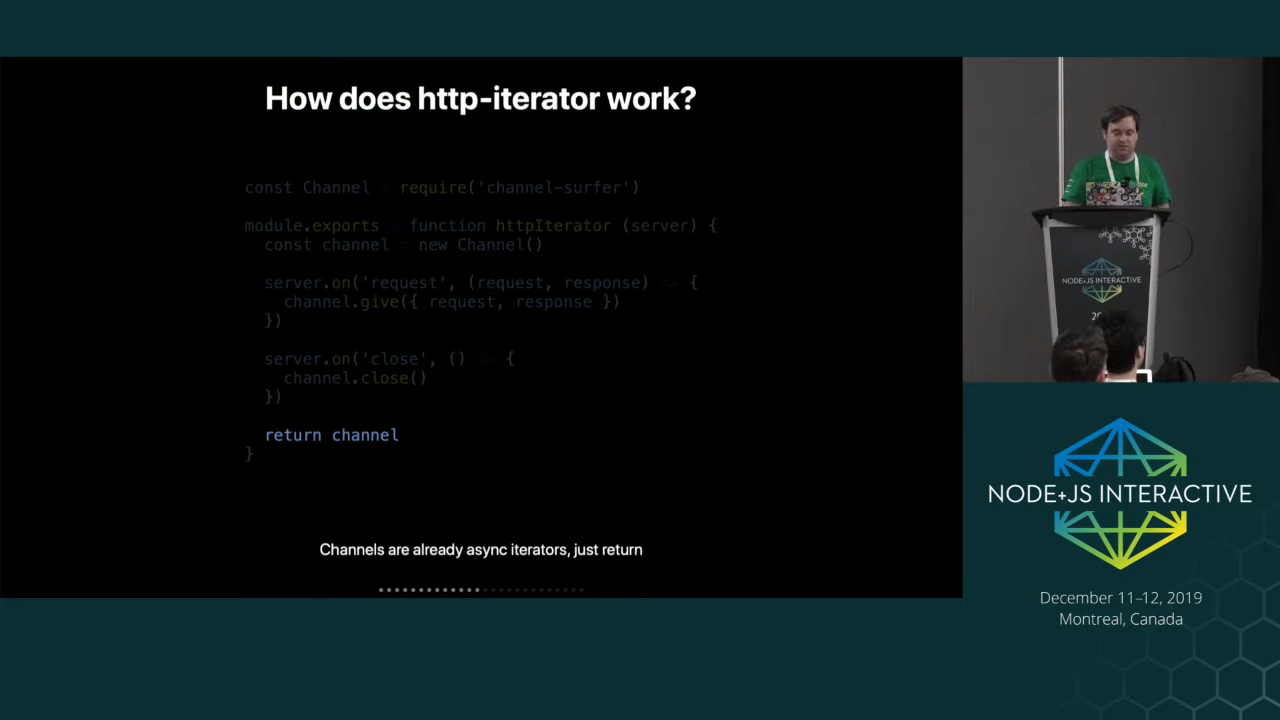 How does http-iterator work?
const Channel = require('channel-surfer')
module.exports = function httpIterator (server) {
const channel = new Channel()
server.on('request', (request, response) => {
channel.give({ request, response })
})
server.on('close', () => {
channel.close()
})
return channel
}
Channels are already async iterators, just return
NODE+JS INTERACTIVE
NODE+JS INTERACTIVE
December 11–12, 2019
Montreal, Canada